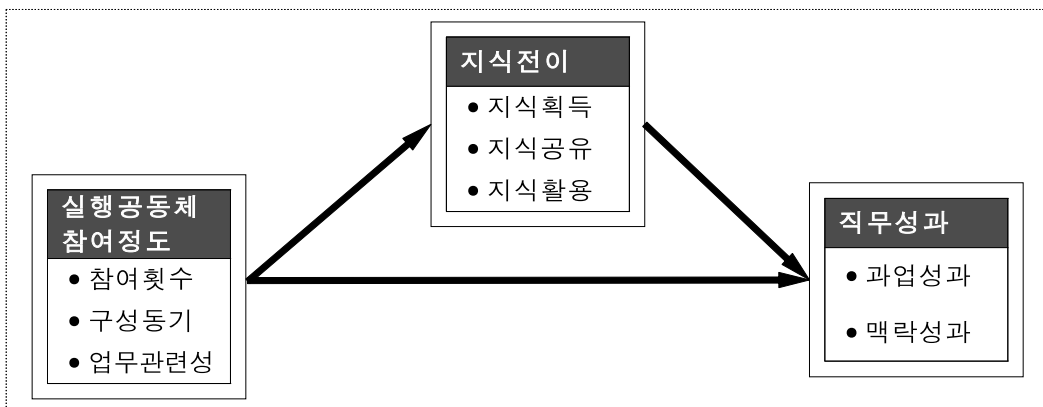 지식전이
● 지식획득
● 지식공유
● 지식활용
실행공동체
참여정도
● 참여횟수
● 구성동기
● 업무관련성
직무성과
● 과업성과
● 맥락성과